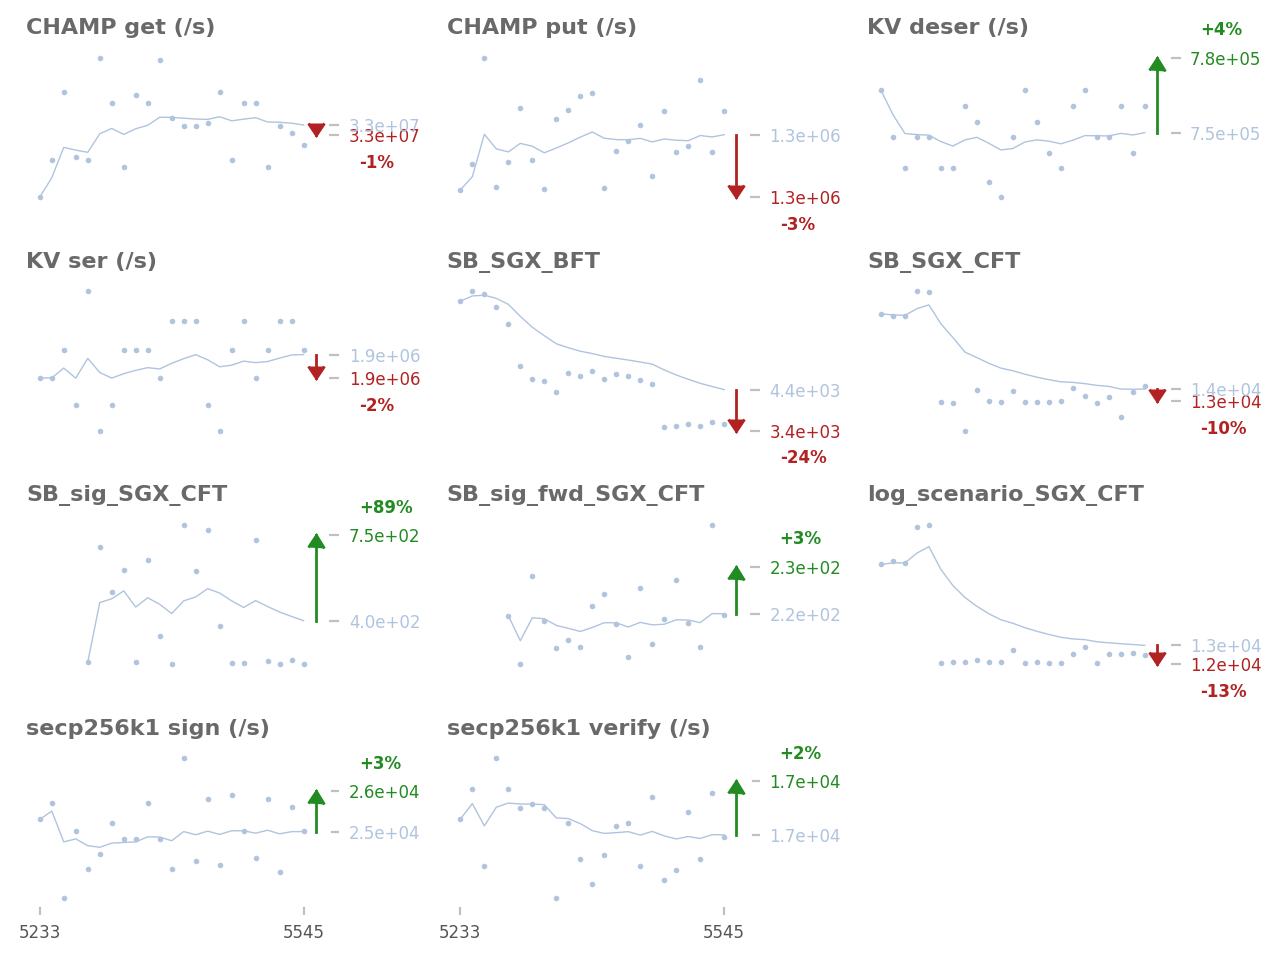 CHAMP get (/s)
3.3e+07
3.3e+07
-1%
CHAMP put (/s)
1.3e+06
1.3e+06
-3%
KV deser (/s)
+4%
7.8e+05
7.5e+05
KV ser (/s)
1.9e+06
1.9e+06
-2%
SB_SGX_BFT
4.4e+03
3.4e+03
-24%
SB_SGX_CFT
1.4e+04
1.3e+04
-10%
SB_sig_SGX_CFT
+89%
7.5e+02
4.0e+02
SB_sig_fwd_SGX_CFT
+3%
2.3e+02
2.2e+02
log_scenario_SGX_CFT
1.3e+04
1.2e+04
-13%
secp256k1 sign (/s)
+3%
2.6e+04
2.5e+04
5233
5545
secp256k1 verify (/s)
+2%
1.7e+04
1.7e+04
5233
5545